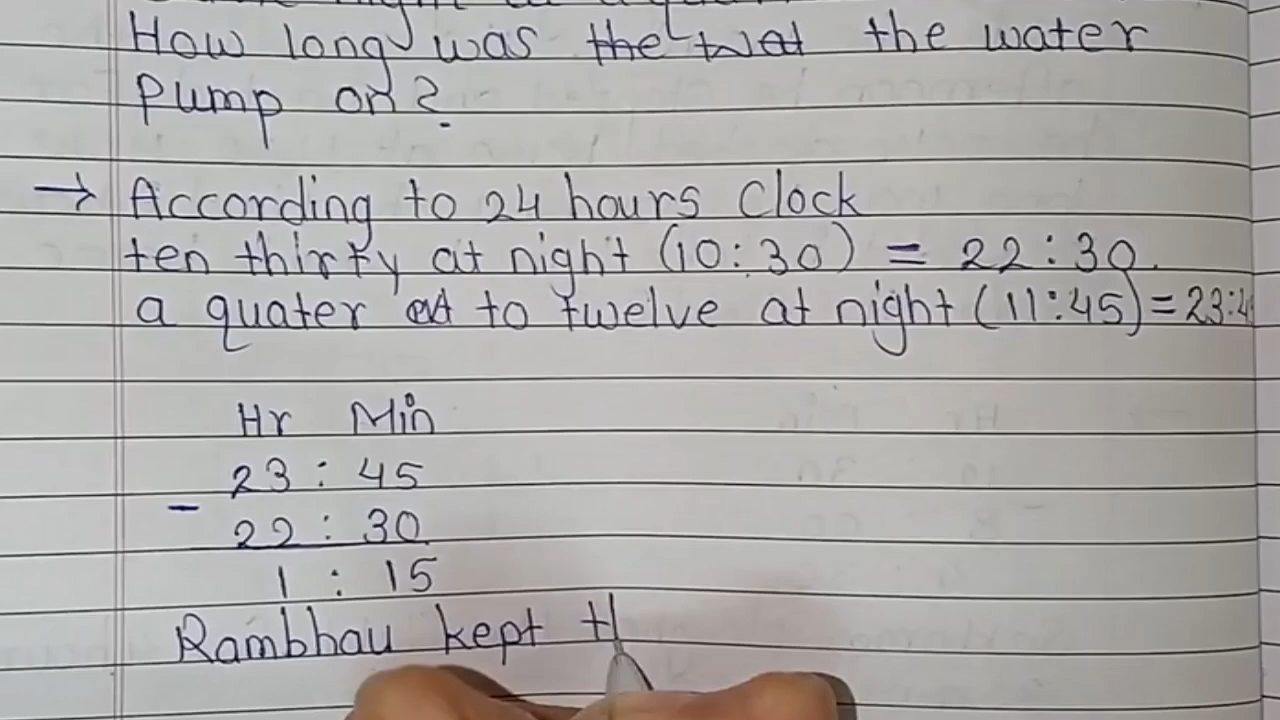 How long was the wat the water
Pump on?
→ According to 24 hours Clock
ten thirty at night (10:30) = 22:30.
a quater to twelve at night (11:45) = 23:4
Hr Min
23 : 45
- 22 : 30
1 : 15
Rambhau kept th